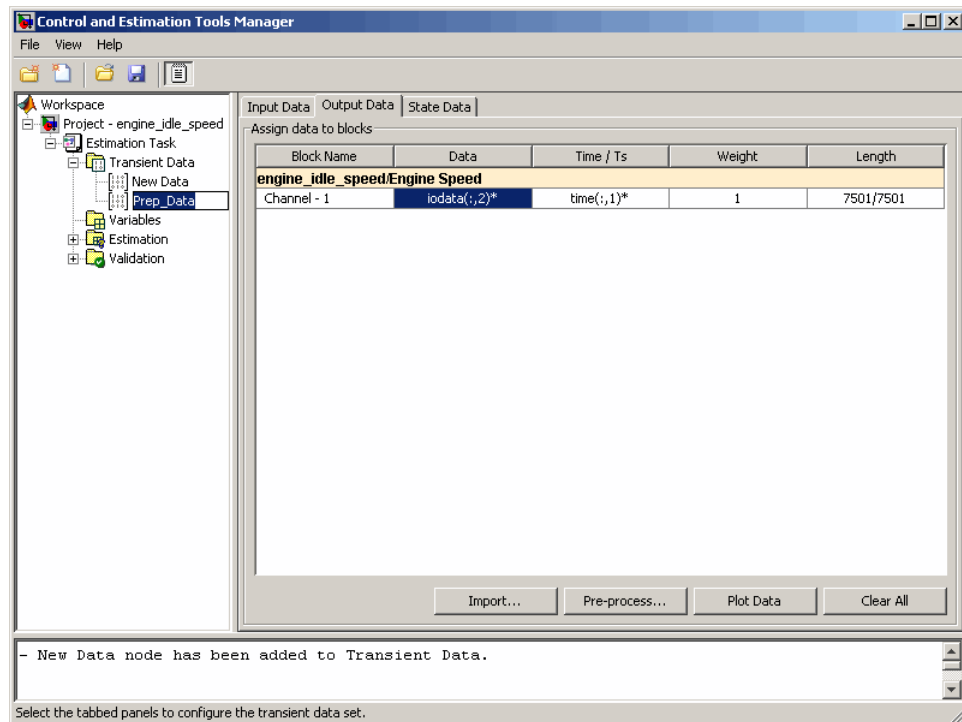 Control and Estimation Tools Manager
File View Help
Workspace
Project - engine_idle_speed
Estimation Task
Transient Data
New Data
Prep_Data
Variables
Estimation
Validation
Input Data Output Data State Data
Assign data to blocks
Block Name Data Time / Ts Weight Length
engine_idle_speed/Engine Speed
Channel - 1 iodata(:,2)* time(:,1)* 1 7501/7501
Import... Pre-process... Plot Data Clear All
- New Data node has been added to Transient Data.
Select the tabbed panels to configure the transient data set.